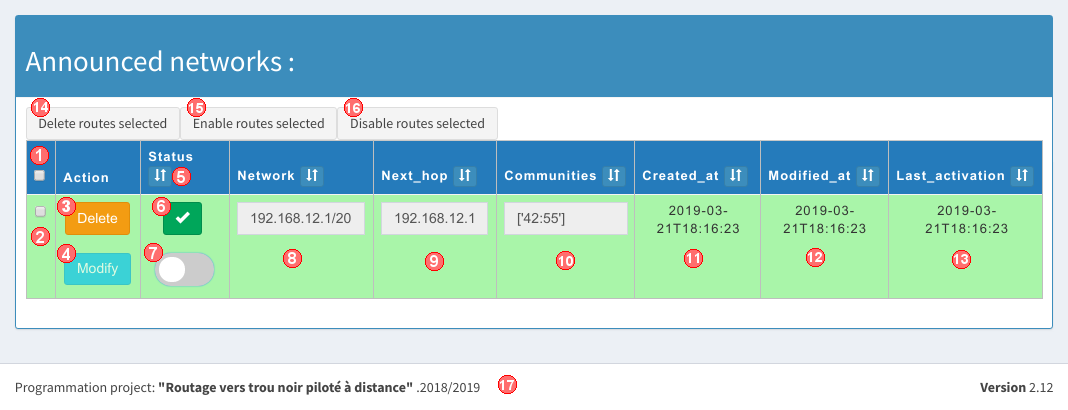 Announced networks :
14 15 16
Delete routes selected Enable routes selected Disable routes selected
1 Action Status 5 Network Next_hop Communities Created_at Modified_at Last_activation
2 3 Delete 6 192.168.12.1/20 192.168.12.1 ['42:55'] 2019-03-21T18:16:23 2019-03-21T18:16:23 2019-03-21T18:16:23
4 Modify 7 8 9 10 11 12 13
Programmation project: "Routage vers trou noir piloté à distance" .2018/2019 17 Version 2.12